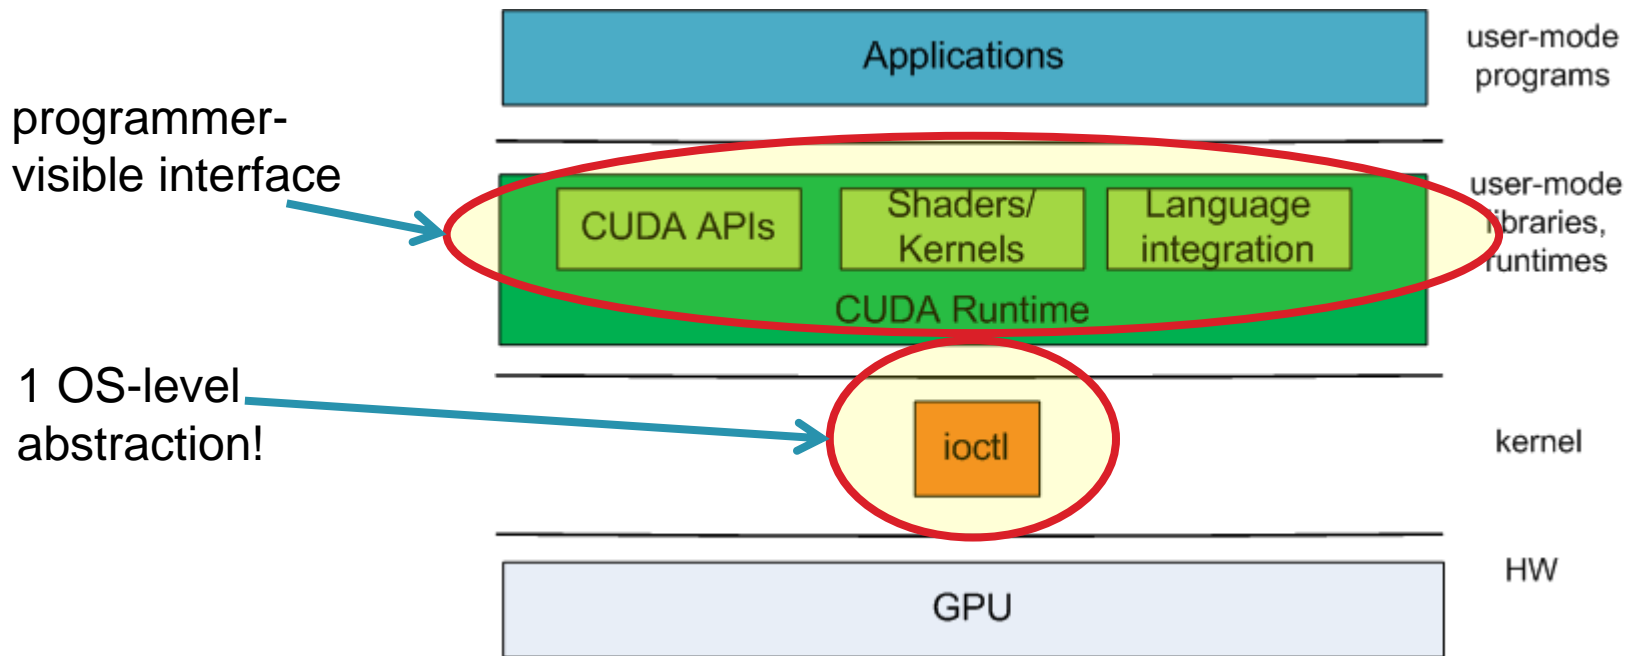 Applications
user-mode
programs
programmer-
visible interface
CUDA APIs
Shaders/
Kernels
Language
integration
CUDA Runtime
user-mode
libraries,
runtimes
1 OS-level
abstraction!
ioctl
kernel
HW
GPU